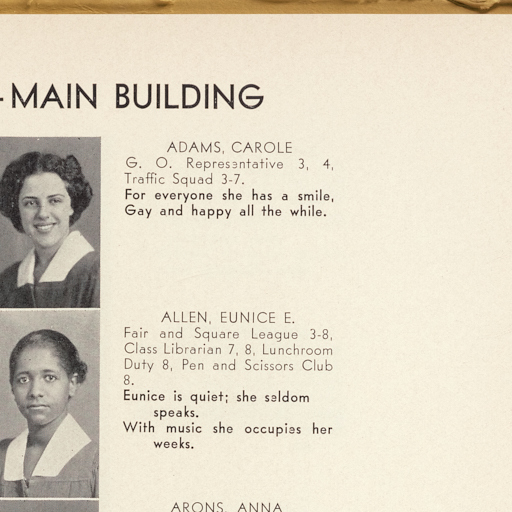 -MAIN BUILDING
ADAMS, CAROLE
G. O. Representative 3, 4,
Traffic Squad 3-7.
For everyone she has a smile,
Gay and happy all the while.
ALLEN, EUNICE E.
Fair and Square League 3-8,
Class Librarian 7, 8, Lunchroom
Duty 8, Pen and Scissors Club
8.
Eunice is quiet; she seldom
speaks.
With music she occupies her
weeks.
ARONS, ANNA